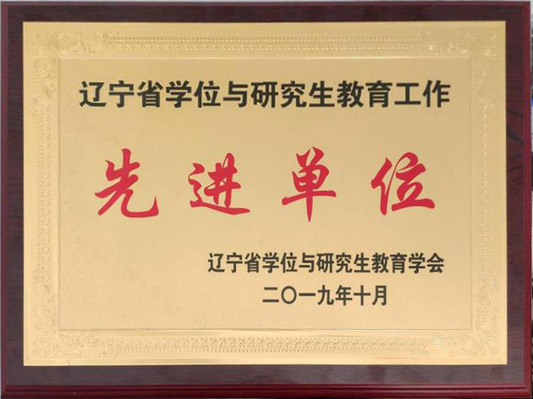 辽宁省学位与研究生教育工作
先进单位
辽宁省学位与研究生教育学会
二〇一九年十月